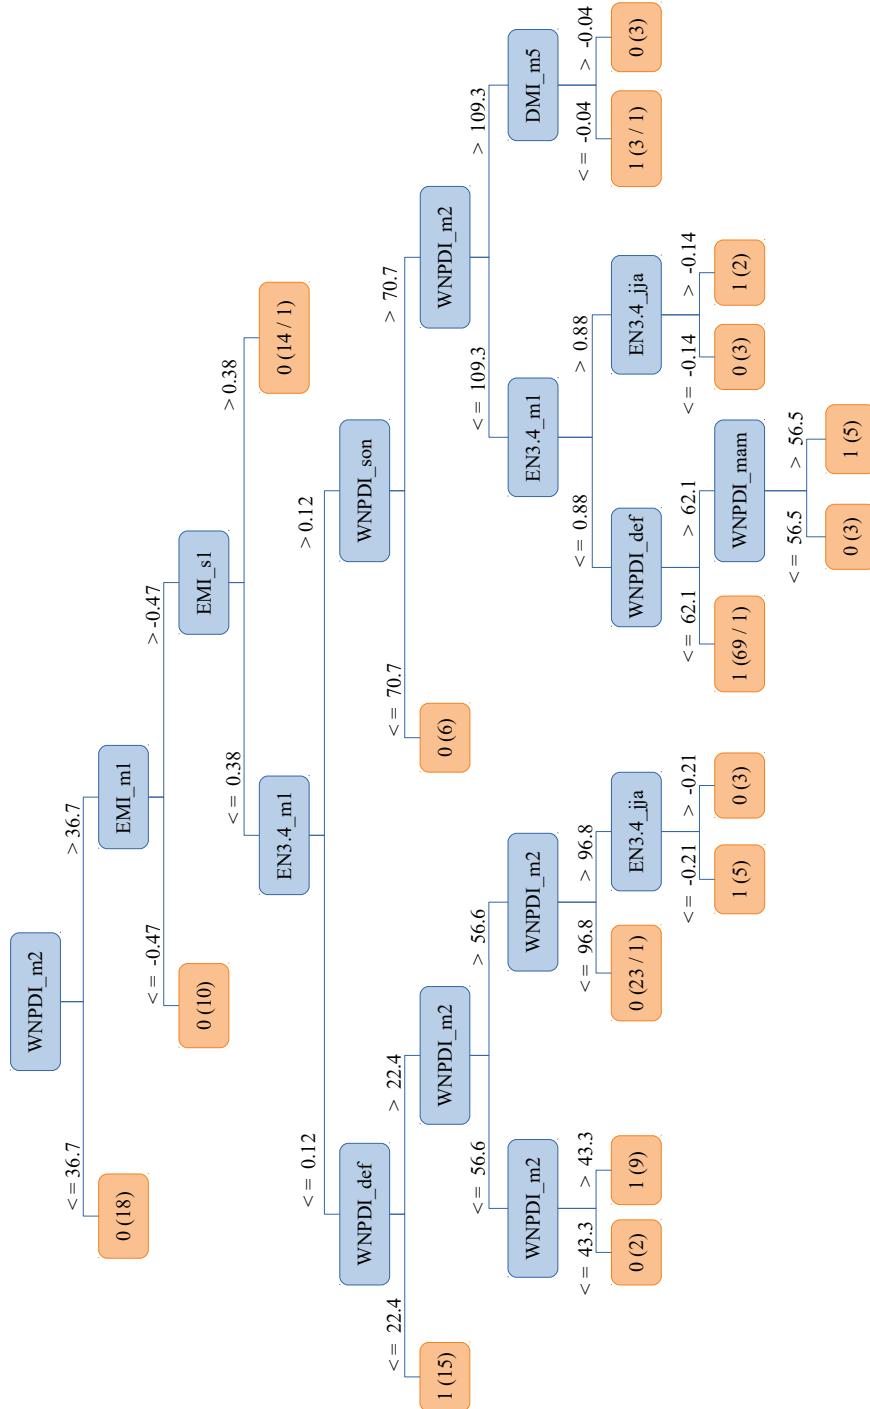 WNPDI_m2
<= 36.7
> 36.7
0 (18)
EMI_m1
<= -0.47
> -0.47
0 (10)
EMI_s1
<= 0.38
> 0.38
EN3.4_m1
0 (14 / 1)
<= 0.12
> 0.12
WNPDI_def
WNPDI_son
<= 22.4
> 22.4
<= 70.7
> 70.7
1 (15)
WNPDI_m2
0 (6)
WNPDI_m2
<= 56.6
> 56.6
<= 109.3
> 109.3
WNPDI_m2
WNPDI_m2
EN3.4_m1
DMI_m5
<= 43.3
> 43.3
<= 96.8
> 96.8
<= 0.88
> 0.88
<= -0.04
> -0.04
0 (2)
1 (9)
0 (23 / 1)
EN3.4_jja
WNPDI_def
EN3.4_jja
1 (3 / 1)
0 (3)
<= -0.21
> -0.21
<= 62.1
> 62.1
<= -0.14
> -0.14
1 (5)
0 (3)
1 (69 / 1)
WNPDI_mam
0 (3)
1 (2)
<= 56.5
> 56.5
0 (3)
1 (5)